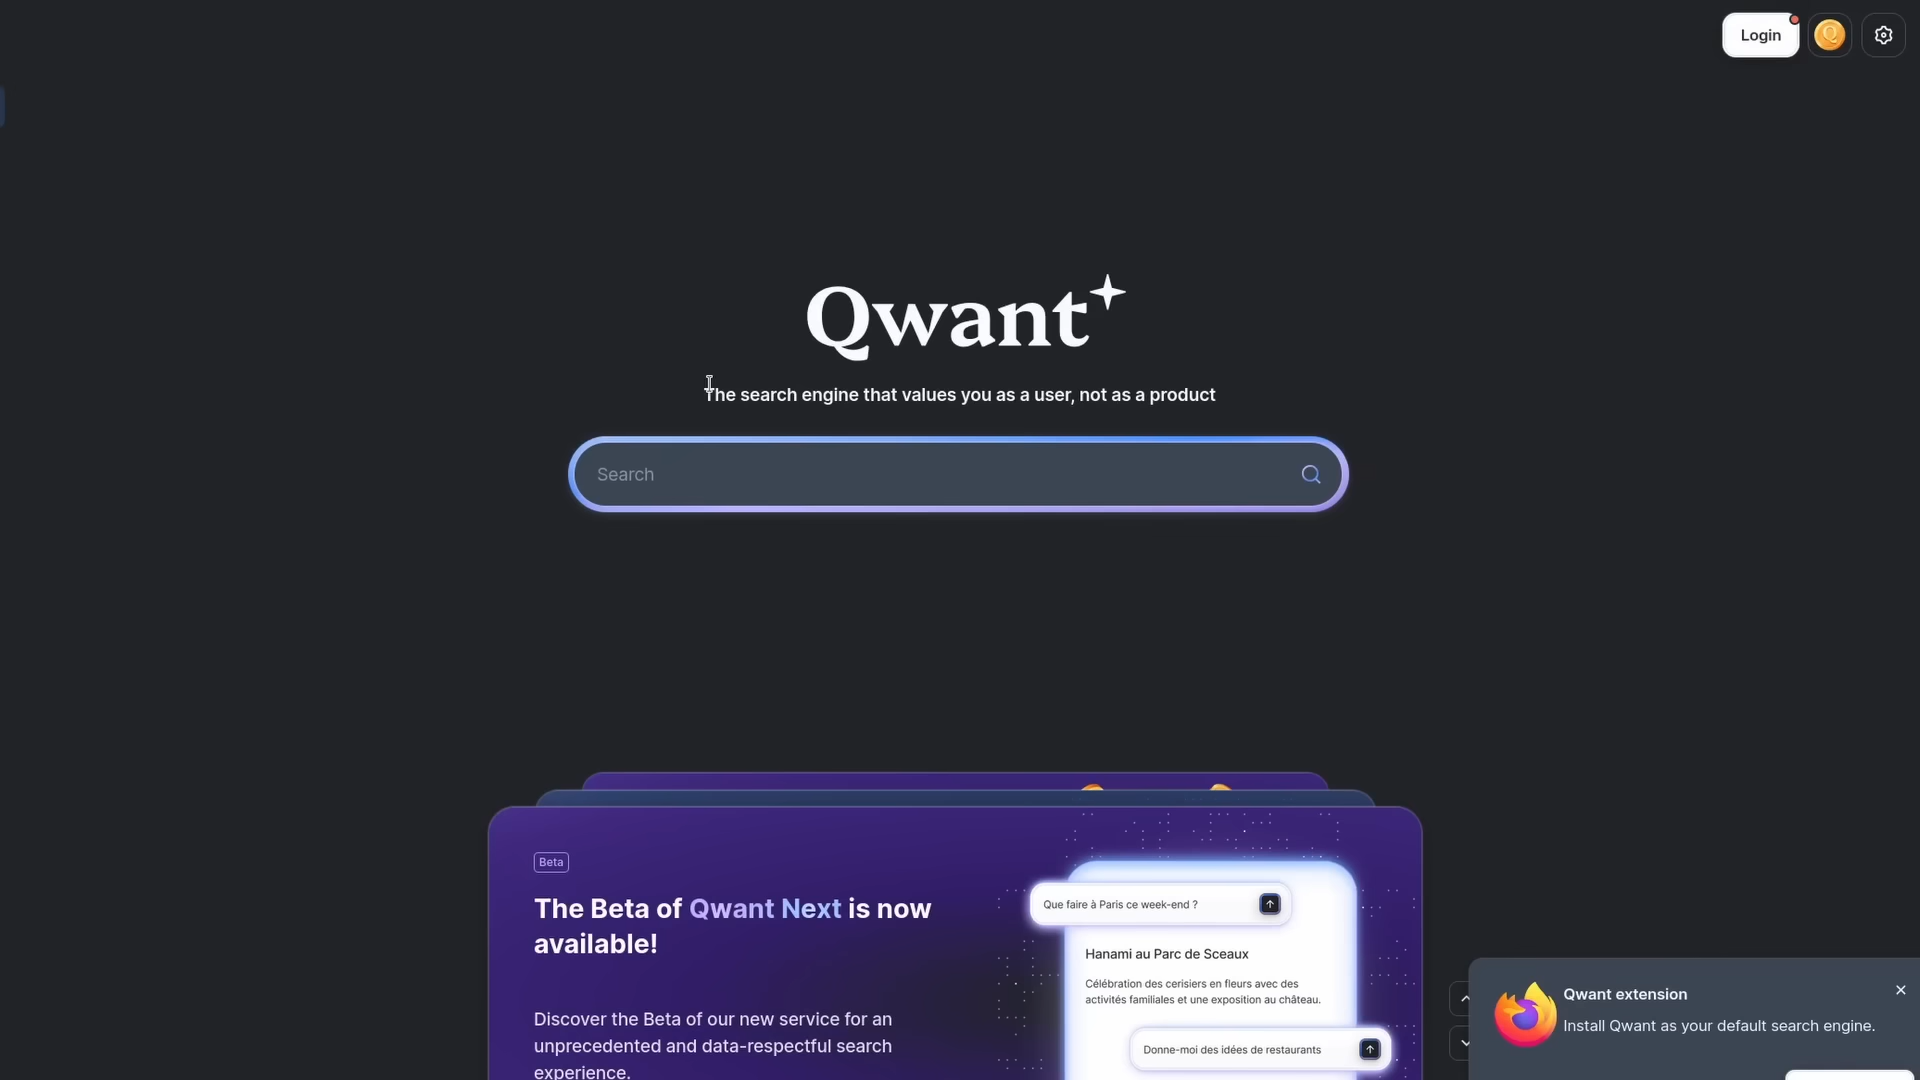 Login
Qwant
The search engine that values you as a user, not as a product
Search
Beta
The Beta of Qwant Next is now
available!
Discover the Beta of our new service for an
unprecedented and data-respectful search
experience.
Que faire à Paris ce week-end ?
Hanami au Parc de Sceaux
Célébration des cerisiers en fleurs avec des
activités familiales et une exposition au château.
Donne-moi des idées de restaurants
Qwant extension
Install Qwant as your default search engine.